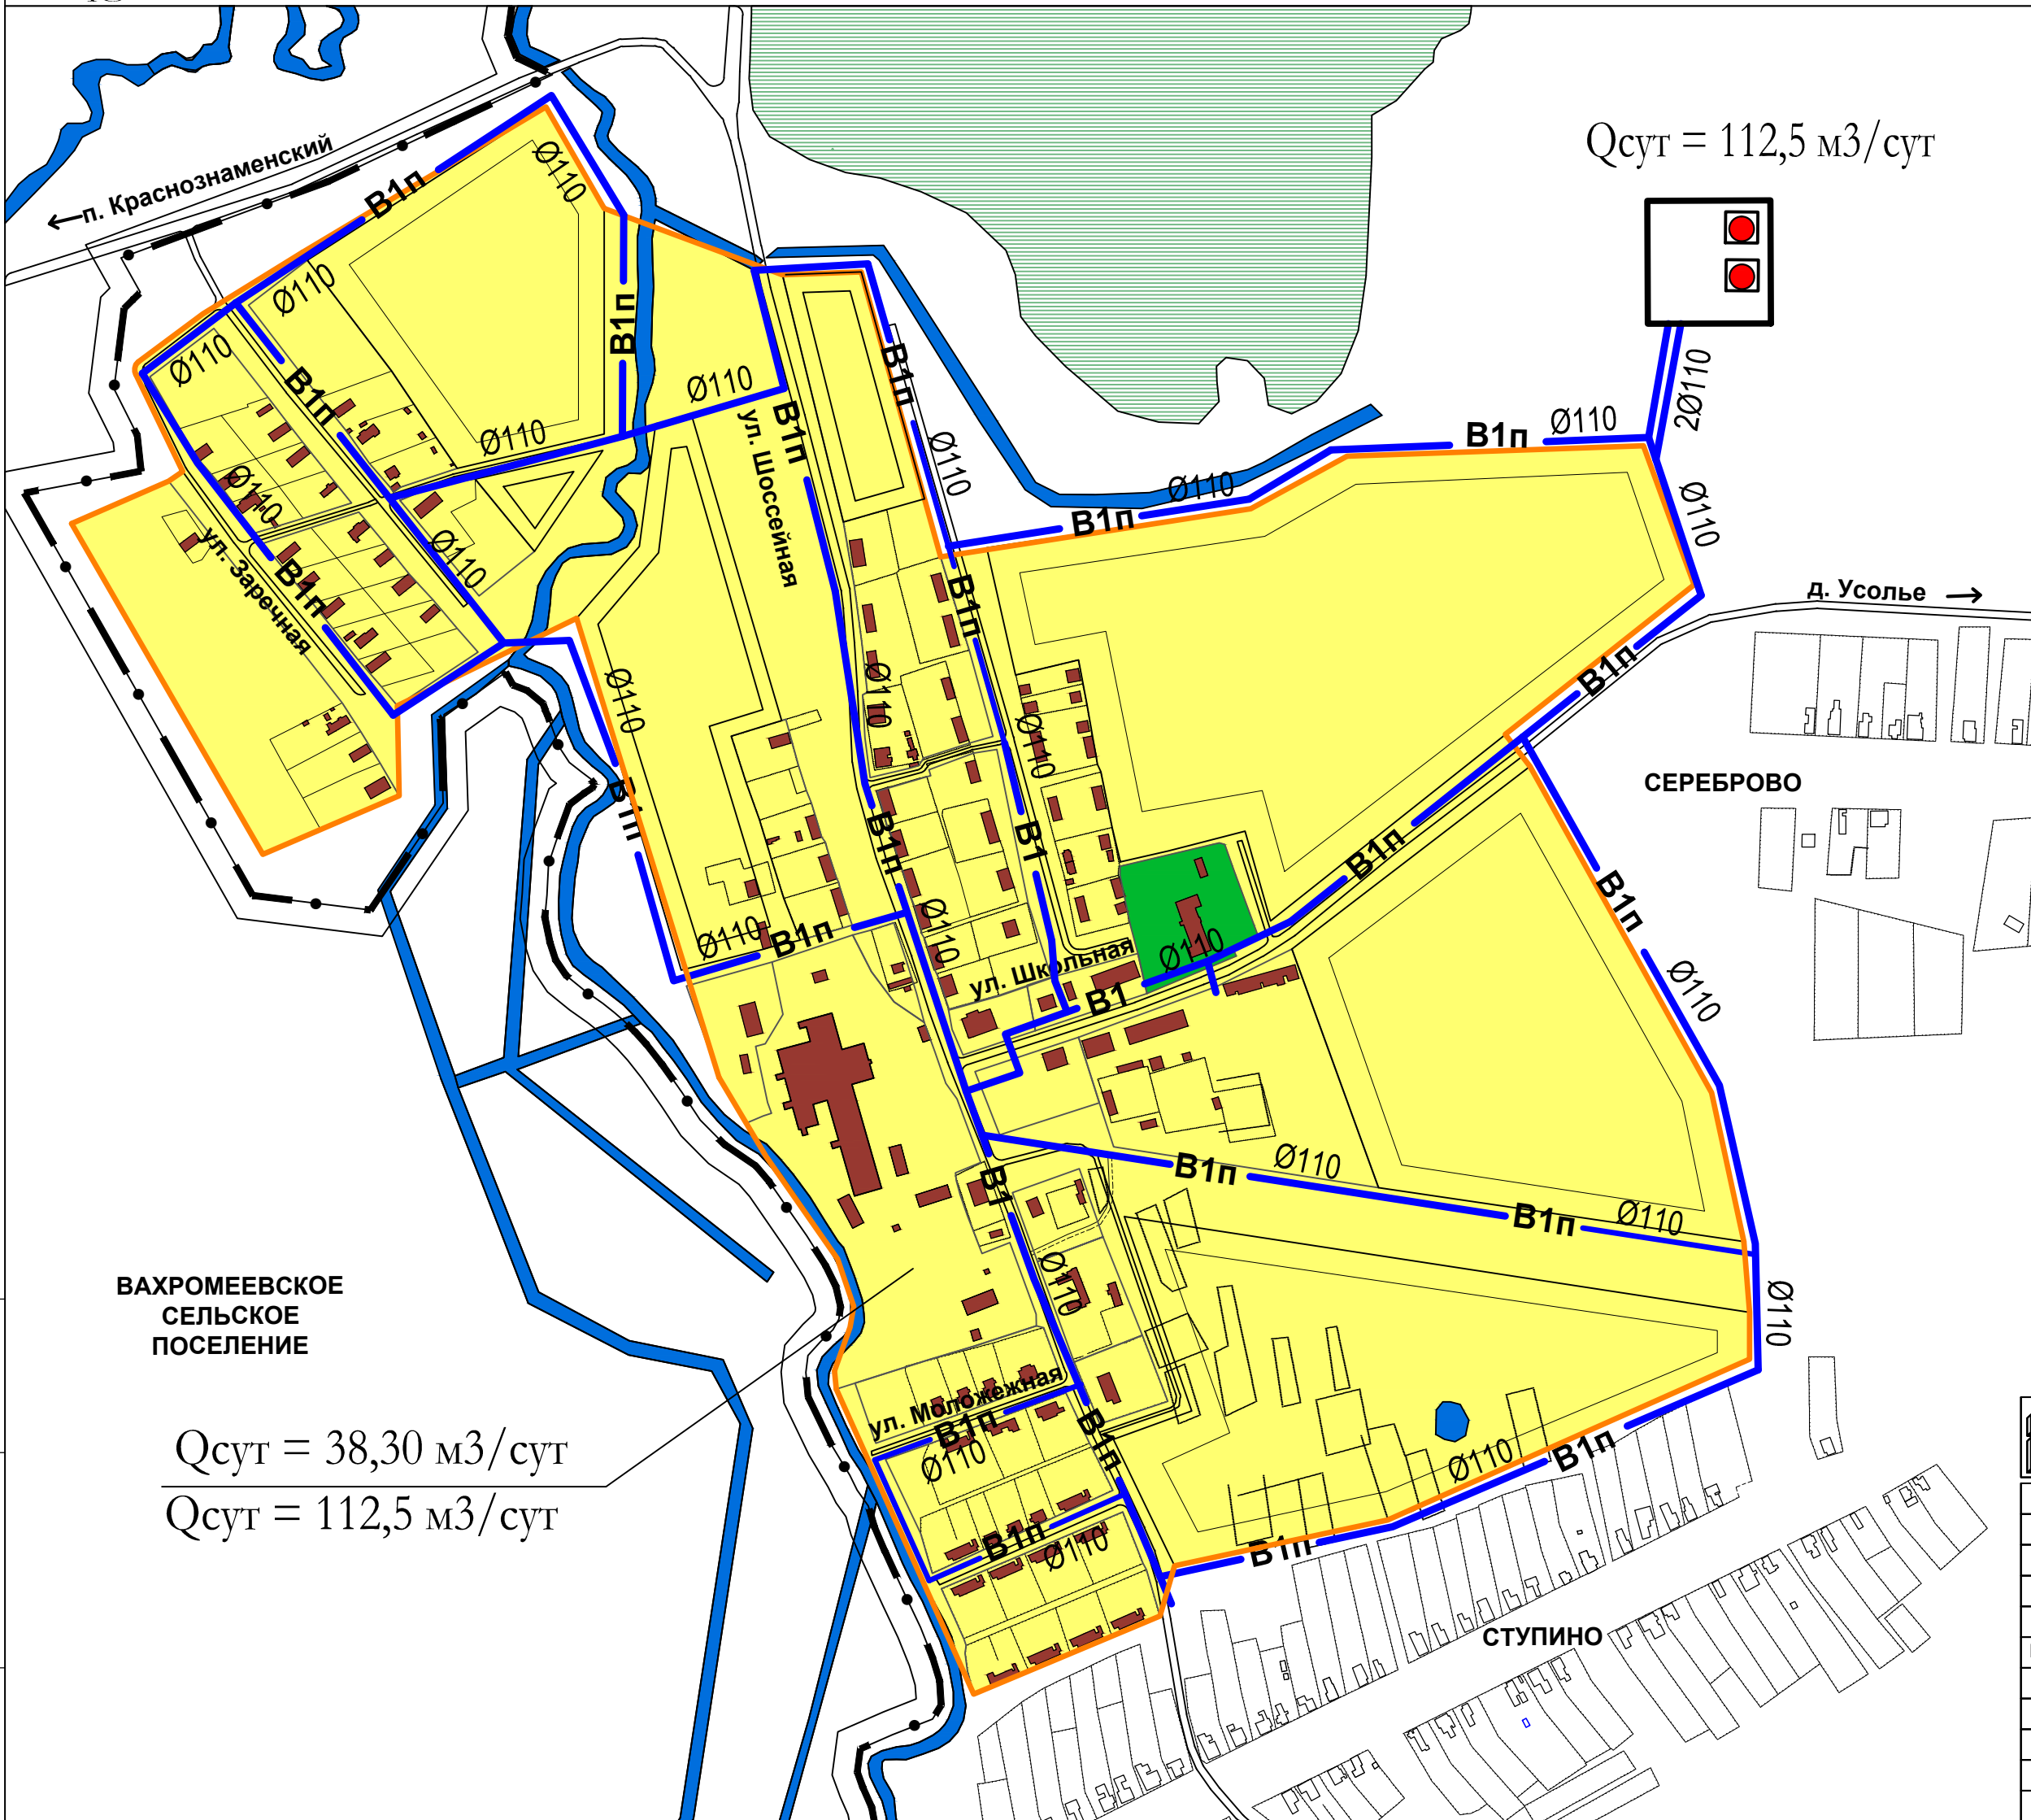 Qсут = 112,5 м3/сут
п. Краснознаменский
В1п
Ø110
Ø110
Ø110
В1п
В1п
Ø110
Ø110
Ø110
Ø110
ул. Заречная
В1п
ул. Шоссейная
В1п
В1п
Ø110
2Ø110
В1п
Ø110
Ø110
В1п
Ø110
д. Усолье
В1п
В1п
Ø110
Ø110
Ø110
В1п
В1п
В1
В1п
СЕРЕБРОВО
В1п
Ø110
Ø110
В1п
Ø110
ул. Школьная
Ø110
В1
В1п
Ø110
В1п
Ø110
В1
Ø110
Ø110
ВАХРОМЕЕВСКОЕ
СЕЛЬСКОЕ
ПОСЕЛЕНИЕ
ул. Моложежная
В1п
Ø110
В1п
Ø110
В1п
Qсут = 38,30 м3/сут
Qсут = 112,5 м3/сут
В1п
Ø110
В1п
СТУПИНО